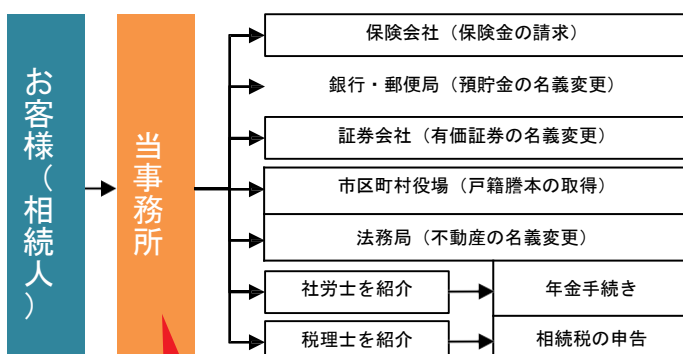 お客様（相続人）
当事務所
保険会社（保険金の請求）
銀行・郵便局（預貯金の名義変更）
証券会社（有価証券の名義変更）
市区町村役場（戸籍謄本の取得）
法務局（不動産の名義変更）
社労士を紹介
年金手続き
税理士を紹介
相続税の申告